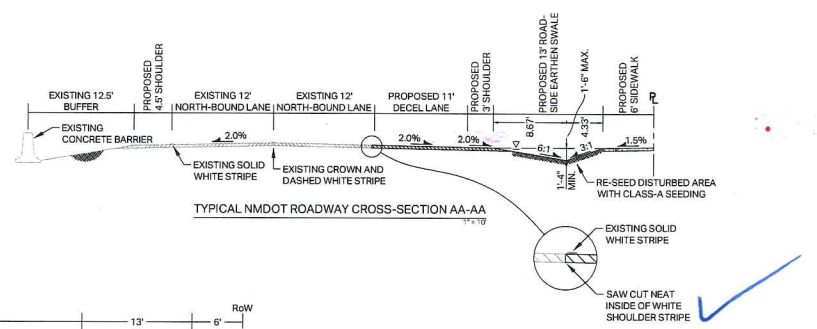 PROPOSED
4.5' SHOULDER
PROPOSED
3' SHOULDER
PROPOSED 13' ROAD-
SIDE EARTHEN SWALE
1'-6" MAX.
PROPOSED
6' SIDEWALK
EXISTING 12.5'
BUFFER
EXISTING 12'
NORTH-BOUND LANE
EXISTING 12'
NORTH-BOUND LANE
PROPOSED 11'
DECEL LANE
PL
8.67'
4.33'
EXISTING
CONCRETE BARRIER
2.0%
2.0%
2.0%
6:1
3:1
1.5%
EXISTING SOLID
WHITE STRIPE
EXISTING CROWN AND
DASHED WHITE STRIPE
1'-4"
MIN.
RE-SEED DISTURBED AREA
WITH CLASS-A SEEDING
TYPICAL NMDOT ROADWAY CROSS-SECTION AA-AA
1" = 10'
EXISTING SOLID
WHITE STRIPE
SAW CUT NEAT
INSIDE OF WHITE
SHOULDER STRIPE
RoW
13'
6'